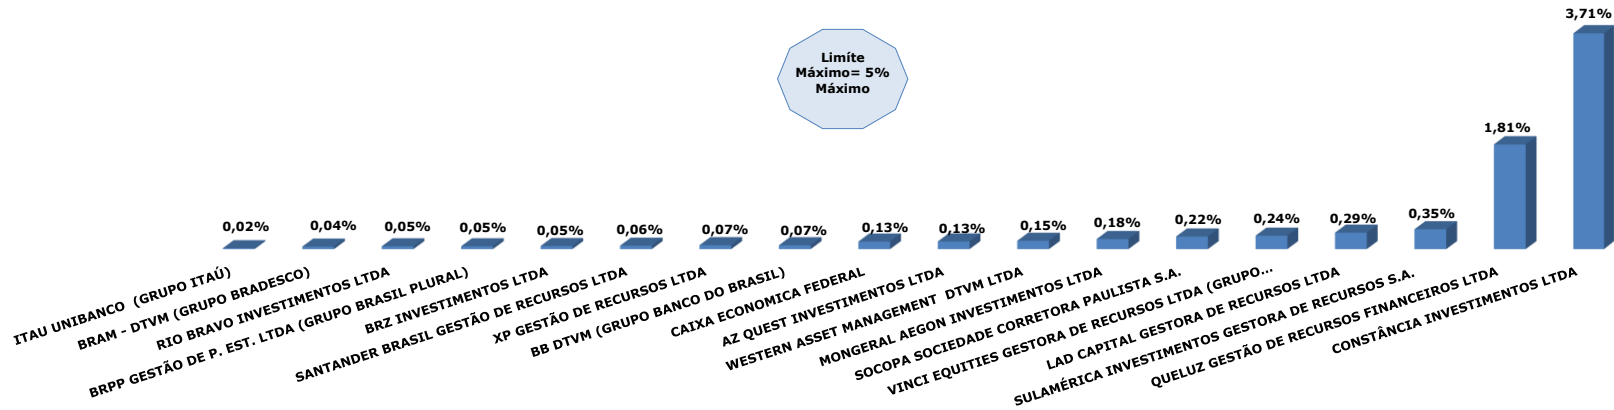 3,71%
Limíte
Máximo= 5%
Máximo
1,81%
0,02%
0,04%
0,05%
0,05%
0,05%
0,06%
0,07%
0,07%
0,13%
0,13%
0,15%
0,18%
0,22%
0,24%
0,29%
0,35%
ITAU UNIBANCO (GRUPO ITAÚ)
BRAM - DTVM (GRUPO BRADESCO)
RIO BRAVO INVESTIMENTOS LTDA
BRPP GESTÃO DE P. EST. LTDA (GRUPO BRASIL PLURAL)
BRZ INVESTIMENTOS LTDA
SANTANDER BRASIL GESTÃO DE RECURSOS LTDA
XP GESTÃO DE RECURSOS LTDA
BB DTVM (GRUPO BANCO DO BRASIL)
CAIXA ECONOMICA FEDERAL
AZ QUEST INVESTIMENTOS LTDA
WESTERN ASSET MANAGEMENT DTVM LTDA
MONGERAL AEGON INVESTIMENTOS LTDA
SOCOPA SOCIEDADE CORRETORA PAULISTA S.A.
VINCI EQUITIES GESTORA DE RECURSOS LTDA (GRUPO...
LAD CAPITAL GESTORA DE RECURSOS LTDA
SULAMÉRICA INVESTIMENTOS GESTORA DE RECURSOS S.A.
QUELUZ GESTÃO DE RECURSOS FINANCEIROS LTDA
CONSTÂNCIA INVESTIMENTOS LTDA